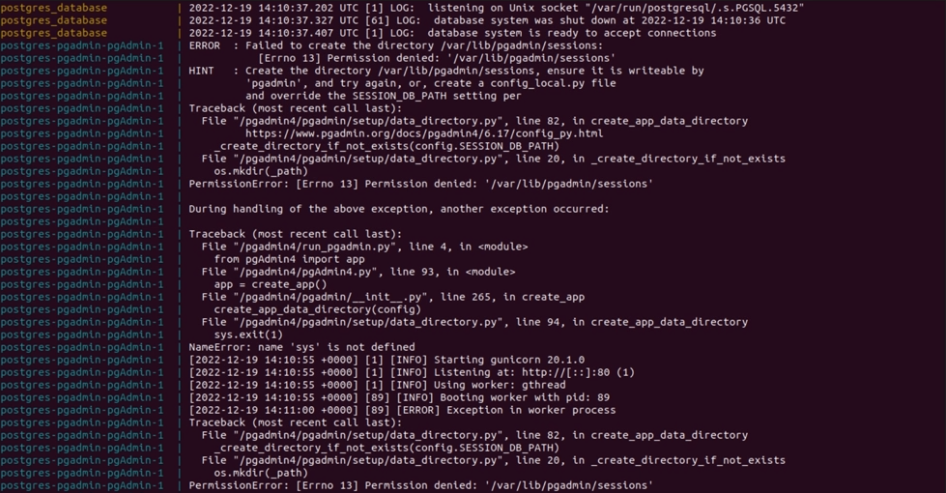 postgres_database | 2022-12-19 14:10:37.202 UTC [1] LOG: listening on Unix socket "/var/run/postgresql/.s.PGSQL.5432"
postgres_database | 2022-12-19 14:10:37.327 UTC [61] LOG: database system was shut down at 2022-12-19 14:10:36 UTC
postgres_database | 2022-12-19 14:10:37.407 UTC [1] LOG: database system is ready to accept connections
postgres-pgadmin-pgAdmin-1 | ERROR : Failed to create the directory /var/lib/pgadmin/sessions:
postgres-pgadmin-pgAdmin-1 | [Errno 13] Permission denied: '/var/lib/pgadmin/sessions'
postgres-pgadmin-pgAdmin-1 | HINT : Create the directory /var/lib/pgadmin/sessions, ensure it is writeable by
postgres-pgadmin-pgAdmin-1 | 'pgadmin', and try again, or, create a config_local.py file
postgres-pgadmin-pgAdmin-1 | and override the SESSION_DB_PATH setting per
postgres-pgadmin-pgAdmin-1 | Traceback (most recent call last):
postgres-pgadmin-pgAdmin-1 | File "/pgadmin4/pgadmin/setup/data_directory.py", line 82, in create_app_data_directory
postgres-pgadmin-pgAdmin-1 | https://www.pgadmin.org/docs/pgadmin4/6.17/config_py.html
postgres-pgadmin-pgAdmin-1 | _create_directory_if_not_exists(config.SESSION_DB_PATH)
postgres-pgadmin-pgAdmin-1 | File "/pgadmin4/pgadmin/setup/data_directory.py", line 20, in _create_directory_if_not_exists
postgres-pgadmin-pgAdmin-1 | os.mkdir(_path)
postgres-pgadmin-pgAdmin-1 | PermissionError: [Errno 13] Permission denied: '/var/lib/pgadmin/sessions'
postgres-pgadmin-pgAdmin-1 |
postgres-pgadmin-pgAdmin-1 | During handling of the above exception, another exception occurred:
postgres-pgadmin-pgAdmin-1 |
postgres-pgadmin-pgAdmin-1 | Traceback (most recent call last):
postgres-pgadmin-pgAdmin-1 | File "/pgadmin4/run_pgadmin.py", line 4, in <module>
postgres-pgadmin-pgAdmin-1 | from pgAdmin4 import app
postgres-pgadmin-pgAdmin-1 | File "/pgadmin4/pgAdmin4.py", line 93, in <module>
postgres-pgadmin-pgAdmin-1 | app = create_app()
postgres-pgadmin-pgAdmin-1 | File "/pgadmin4/pgadmin/__init__.py", line 265, in create_app
postgres-pgadmin-pgAdmin-1 | create_app_data_directory(config)
postgres-pgadmin-pgAdmin-1 | File "/pgadmin4/pgadmin/setup/data_directory.py", line 94, in create_app_data_directory
postgres-pgadmin-pgAdmin-1 | sys.exit(1)
postgres-pgadmin-pgAdmin-1 | NameError: name 'sys' is not defined
postgres-pgadmin-pgAdmin-1 | [2022-12-19 14:10:55 +0000] [1] [INFO] Starting gunicorn 20.1.0
postgres-pgadmin-pgAdmin-1 | [2022-12-19 14:10:55 +0000] [1] [INFO] Listening at: http://[::]:80 (1)
postgres-pgadmin-pgAdmin-1 | [2022-12-19 14:10:55 +0000] [1] [INFO] Using worker: gthread
postgres-pgadmin-pgAdmin-1 | [2022-12-19 14:10:55 +0000] [89] [INFO] Booting worker with pid: 89
postgres-pgadmin-pgAdmin-1 | [2022-12-19 14:11:00 +0000] [89] [ERROR] Exception in worker process
postgres-pgadmin-pgAdmin-1 | Traceback (most recent call last):
postgres-pgadmin-pgAdmin-1 | File "/pgadmin4/pgadmin/setup/data_directory.py", line 82, in create_app_data_directory
postgres-pgadmin-pgAdmin-1 | _create_directory_if_not_exists(config.SESSION_DB_PATH)
postgres-pgadmin-pgAdmin-1 | File "/pgadmin4/pgadmin/setup/data_directory.py", line 20, in _create_directory_if_not_exists
postgres-pgadmin-pgAdmin-1 | os.mkdir(_path)
postgres-pgadmin-pgAdmin-1 | PermissionError: [Errno 13] Permission denied: '/var/lib/pgadmin/sessions'